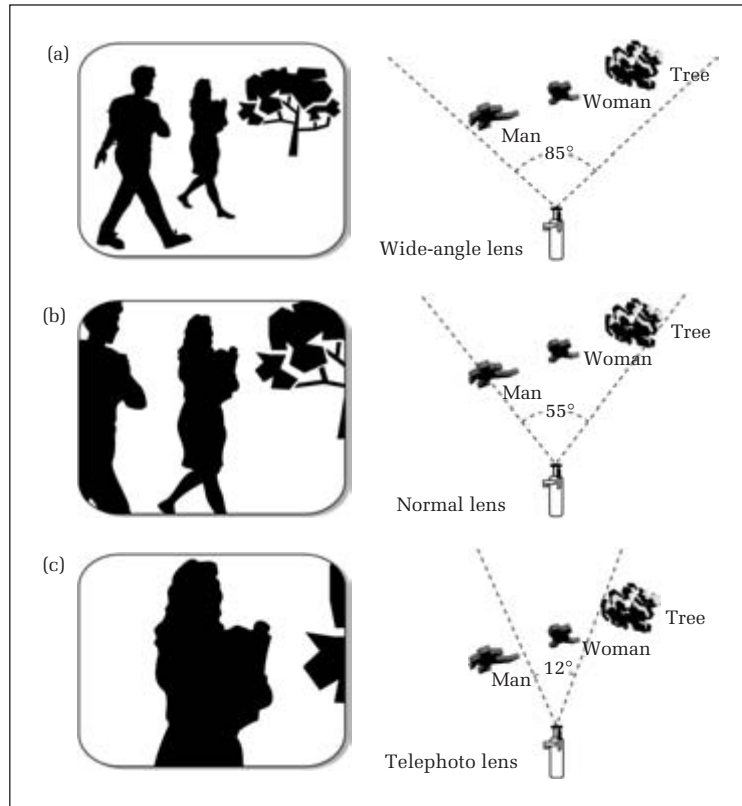 (a)
Tree
Woman
Man
85°
Wide-angle lens
(b)
Tree
Woman
Man
55°
Normal lens
(c)
Tree
Woman
Man
12°
Telephoto lens